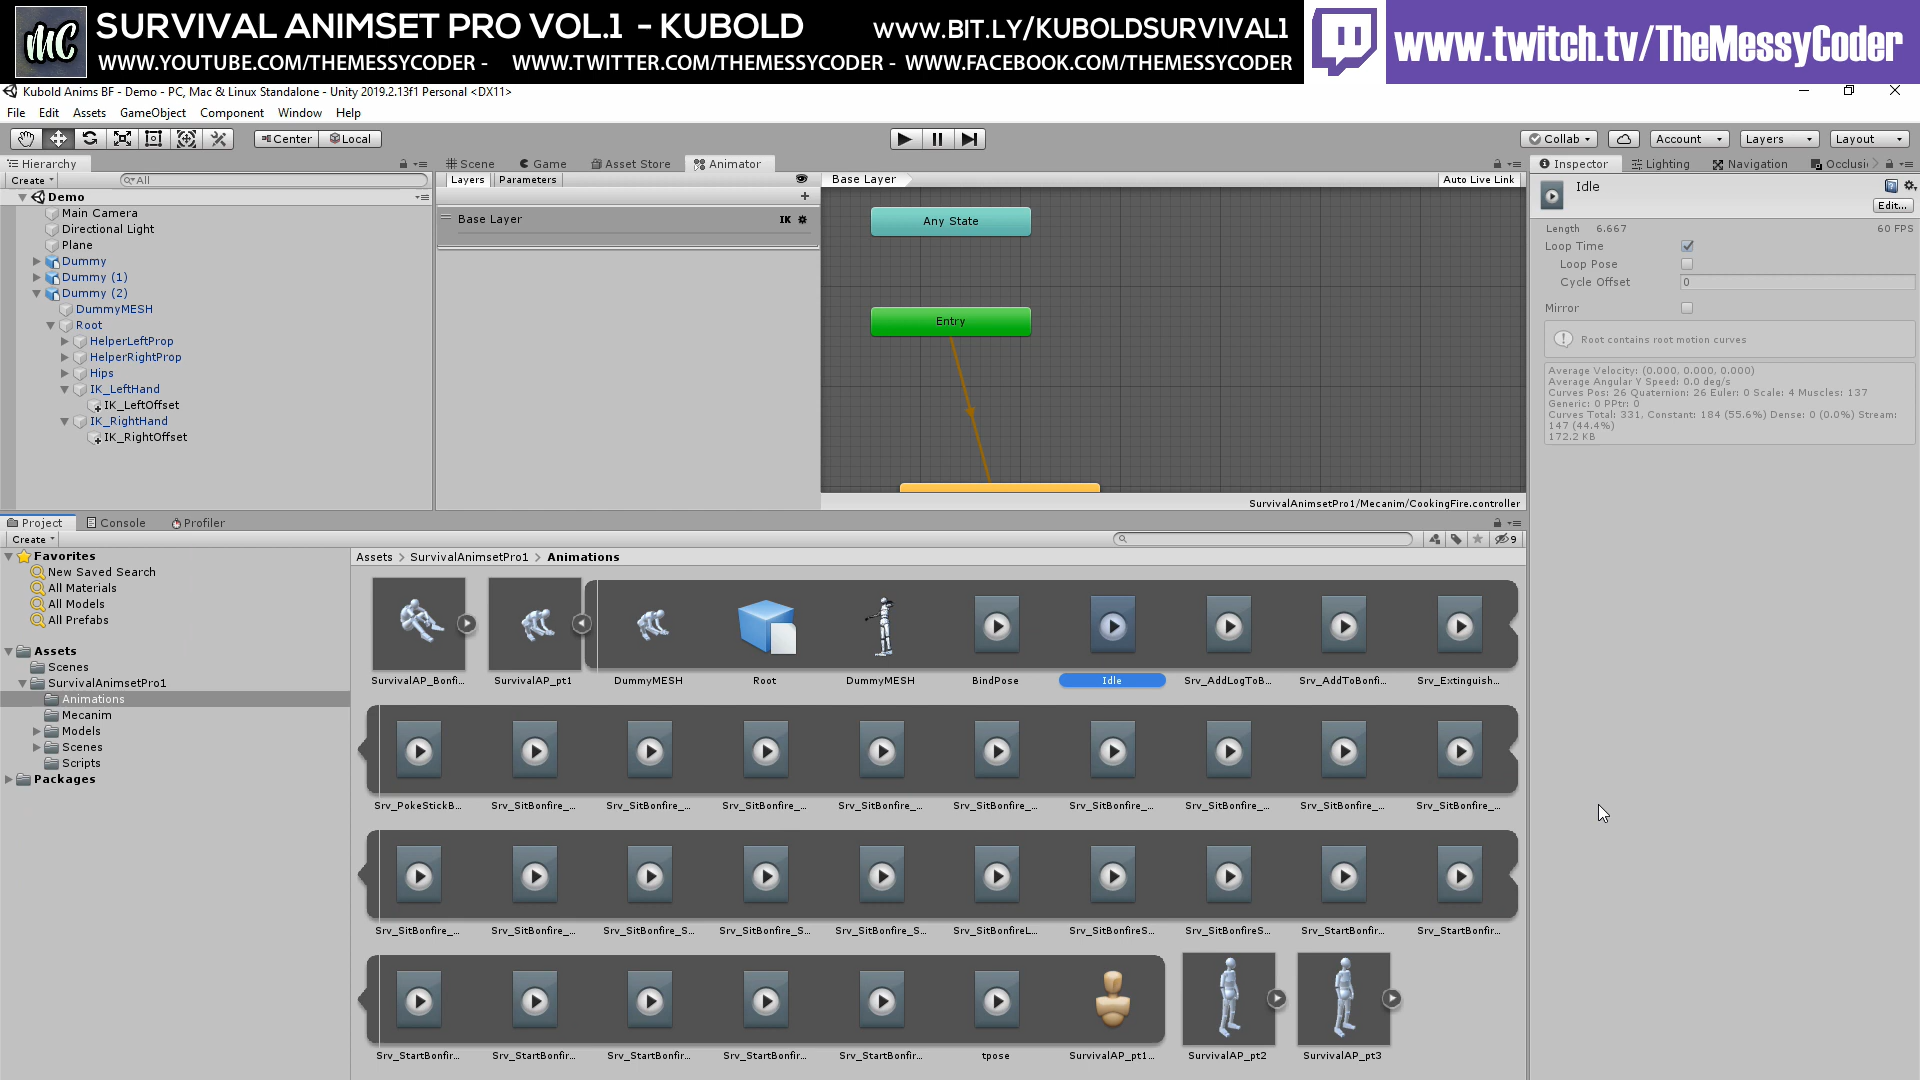 MC
SURVIVAL ANIMSET PRO VOL.1 - KUBOLD
WWW.BIT.LY/KUBOLDSURVIVAL1
WWW.YOUTUBE.COM/THEMESSYCODER - WWW.TWITTER.COM/THEMESSYCODER - WWW.FACEBOOK.COM/THEMESSYCODER
www.twitch.tv/TheMessyCoder
Kubold Anims BF - Demo - PC, Mac & Linux Standalone - Unity 2019.2.13f1 Personal <DX11>
File Edit Assets GameObject Component Window Help
Center Local
Collab Account Layers Layout
Hierarchy
Create All
Demo
Main Camera
Directional Light
Plane
Dummy
Dummy (1)
Dummy (2)
DummyMESH
Root
HelperLeftProp
HelperRightProp
Hips
IK_LeftHand
IK_LeftOffset
IK_RightHand
IK_RightOffset
Scene Game Asset Store Animator
Layers Parameters
Base Layer Auto Live Link
Base Layer IK
Any State
Entry
SurvivalAnimsetPro1/Mecanim/CookingFire.controller
Inspector Lighting Navigation Occlusi
Idle
Edit...
Length 6.667 60 FPS
Loop Time
Loop Pose
Cycle Offset 0
Mirror
Root contains root motion curves
Average Velocity: (0.000, 0.000, 0.000)
Average Angular Y Speed: 0.0 deg/s
Curves Pos: 26 Quaternion: 26 Euler: 0 Scale: 4 Muscles: 137
Generic: 0 PPtr: 0
Curves Total: 331, Constant: 184 (55.6%) Dense: 0 (0.0%) Stream:
147 (44.4%)
172.2 KB
Project Console Profiler
Create
9
Favorites
New Saved Search
All Materials
All Models
All Prefabs
Assets
Scenes
SurvivalAnimsetPro1
Animations
Mecanim
Models
Scenes
Scripts
Packages
Assets > SurvivalAnimsetPro1 > Animations
SurvivalAP_Bonfi... SurvivalAP_pt1 DummyMESH Root DummyMESH BindPose Idle Srv_AddLogToB... Srv_AddToBonfi... Srv_Extinguish...
Srv_PokeStickB... Srv_SitBonfire_... Srv_SitBonfire_... Srv_SitBonfire_... Srv_SitBonfire_... Srv_SitBonfire_... Srv_SitBonfire_... Srv_SitBonfire_... Srv_SitBonfire_... Srv_SitBonfire_...
Srv_SitBonfire_... Srv_SitBonfire_... Srv_SitBonfire_S... Srv_SitBonfire_S... Srv_SitBonfire_S... Srv_SitBonfireL... Srv_SitBonfireS... Srv_SitBonfireS... Srv_StartBonfir... Srv_StartBonfir...
Srv_StartBonfir... Srv_StartBonfir... Srv_StartBonfir... Srv_StartBonfir... Srv_StartBonfir... tpose SurvivalAP_pt1... SurvivalAP_pt2 SurvivalAP_pt3